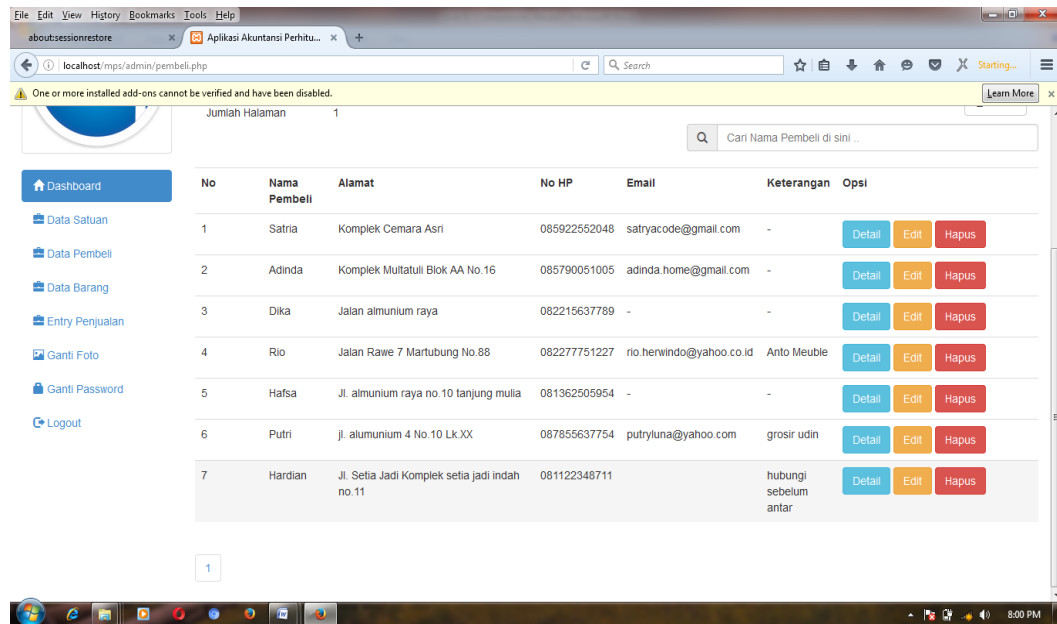 File Edit View History Bookmarks Tools Help
about:sessionrestore
Aplikasi Akuntansi Perhitu...
localhost/mps/admin/pembeli.php
Search
Starting...
One or more installed add-ons cannot be verified and have been disabled.
Learn More
Jumlah Halaman 1
Cari Nama Pembeli di sini ..
Dashboard
Data Satuan
Data Pembeli
Data Barang
Entry Penjualan
Ganti Foto
Ganti Password
Logout
No Nama Pembeli Alamat No HP Email Keterangan Opsi
1 Satria Komplek Cemara Asri 085922552048 satryacode@gmail.com - Detail Edit Hapus
2 Adinda Komplek Multatuli Blok AA No.16 085790051005 adinda.home@gmail.com - Detail Edit Hapus
3 Dika Jalan almunium raya 082215637789 - - Detail Edit Hapus
4 Rio Jalan Rawe 7 Martubung No.88 082277751227 rio.herwindo@yahoo.co.id Anto Meuble Detail Edit Hapus
5 Hafsa Jl. almunium raya no.10 tanjung mulia 081362505954 - - Detail Edit Hapus
6 Putri jl. alumunium 4 No.10 Lk.XX 087855637754 putryluna@yahoo.com grosir udin Detail Edit Hapus
7 Hardian Jl. Setia Jadi Komplek setia jadi indah no.11 081122348711 hubungi sebelum antar Detail Edit Hapus
1
8:00 PM